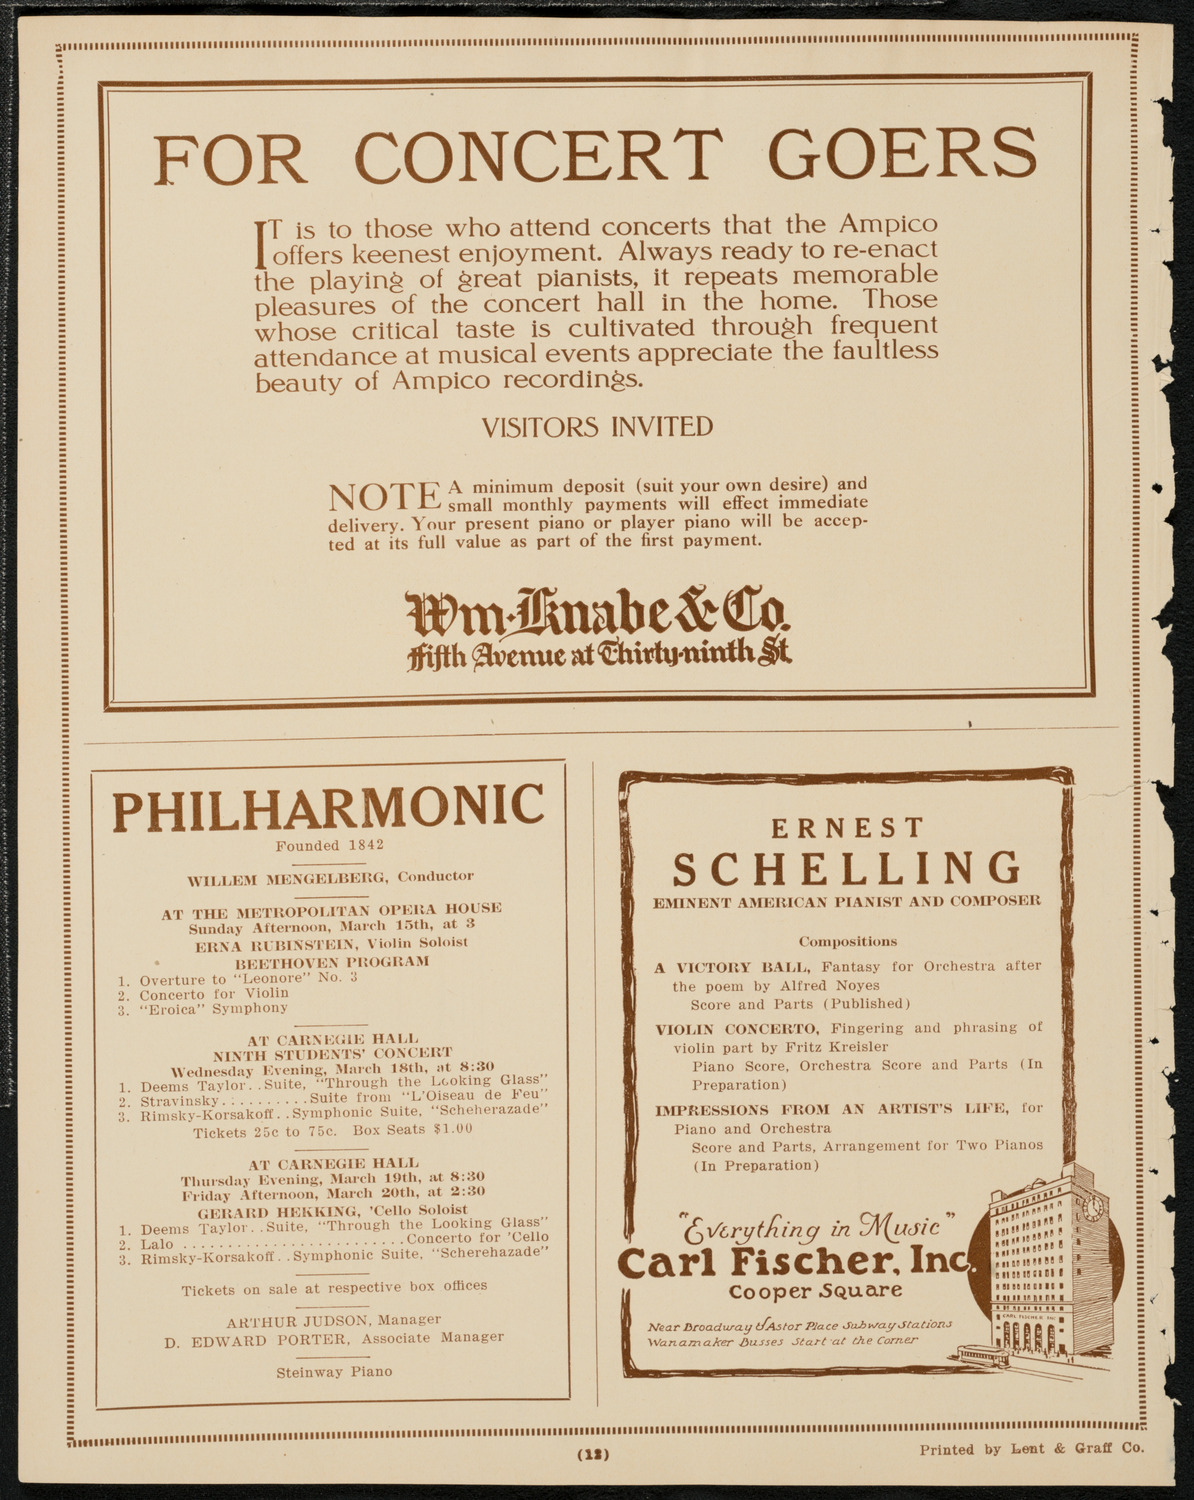 FOR CONCERT GOERS
IT is to those who attend concerts that the Ampico
offers keenest enjoyment. Always ready to re-enact
the playing of great pianists, it repeats memorable
pleasures of the concert hall in the home. Those
whose critical taste is cultivated through frequent
attendance at musical events appreciate the faultless
beauty of Ampico recordings.
VISITORS INVITED
NOTE A minimum deposit (suit your own desire) and
small monthly payments will effect immediate
delivery. Your present piano or player piano will be accep-
ted at its full value as part of the first payment.
Wm. Knabe & Co.
Fifth Avenue at Thirty-ninth St.
PHILHARMONIC
Founded 1842
WILLEM MENGELBERG, Conductor
AT THE METROPOLITAN OPERA HOUSE
Sunday Afternoon, March 15th, at 3
ERNA RUBINSTEIN, Violin Soloist
BEETHOVEN PROGRAM
1. Overture to "Leonore" No. 3
2. Concerto for Violin
3. "Eroica" Symphony
AT CARNEGIE HALL
NINTH STUDENTS' CONCERT
Wednesday Evening, March 18th, at 8:30
1. Deems Taylor..Suite, "Through the Looking Glass"
2. Stravinsky..........Suite from "L'Oiseau de Feu"
3. Rimsky-Korsakoff..Symphonic Suite, "Scheherazade"
Tickets 25c to 75c. Box Seats $1.00
AT CARNEGIE HALL
Thursday Evening, March 19th, at 8:30
Friday Afternoon, March 20th, at 2:30
GERARD HEKKING, 'Cello Soloist
1. Deems Taylor..Suite, "Through the Looking Glass"
2. Lalo .........................Concerto for 'Cello
3. Rimsky-Korsakoff..Symphonic Suite, "Scherehazade"
Tickets on sale at respective box offices
ARTHUR JUDSON, Manager
D. EDWARD PORTER, Associate Manager
Steinway Piano
ERNEST
SCHELLING
EMINENT AMERICAN PIANIST AND COMPOSER
Compositions
A VICTORY BALL, Fantasy for Orchestra after
the poem by Alfred Noyes
Score and Parts (Published)
VIOLIN CONCERTO, Fingering and phrasing of
violin part by Fritz Kreisler
Piano Score, Orchestra Score and Parts (In
Preparation)
IMPRESSIONS FROM AN ARTIST'S LIFE, for
Piano and Orchestra
Score and Parts, Arrangement for Two Pianos
(In Preparation)
"Everything in Music"
Carl Fischer, Inc.
Cooper Square
CARL FISCHER INC
Near Broadway & Astor Place Subway Stations
Wanamaker Busses Start at the Corner
(12)
Printed by Lent & Graff Co.